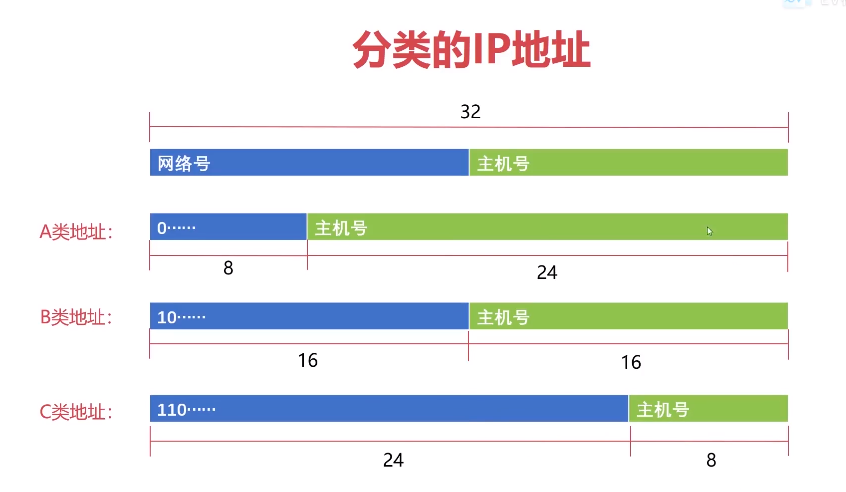 分类的IP地址
32
网络号 主机号
A类地址： 0…… 主机号
8 24
B类地址： 10…… 主机号
16 16
C类地址： 110…… 主机号
24 8